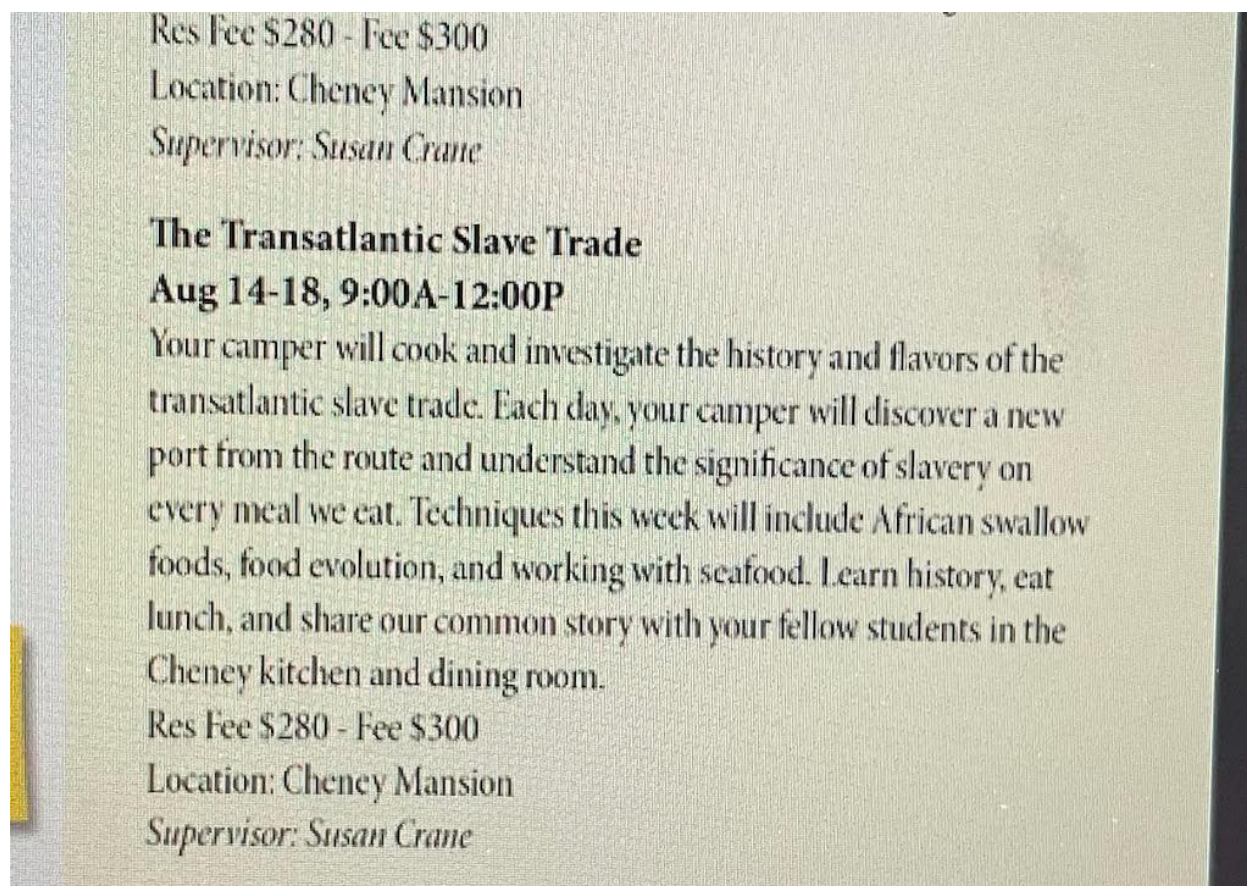 Res Fee $280 - Fee $300
Location: Cheney Mansion
Supervisor: Susan Crane
The Transatlantic Slave Trade
Aug 14-18, 9:00A-12:00P
Your camper will cook and investigate the history and flavors of the
transatlantic slave trade. Each day, your camper will discover a new
port from the route and understand the significance of slavery on
every meal we eat. Techniques this week will include African swallow
foods, food evolution, and working with seafood. Learn history, eat
lunch, and share our common story with your fellow students in the
Cheney kitchen and dining room.
Res Fee $280 - Fee $300
Location: Cheney Mansion
Supervisor: Susan Crane